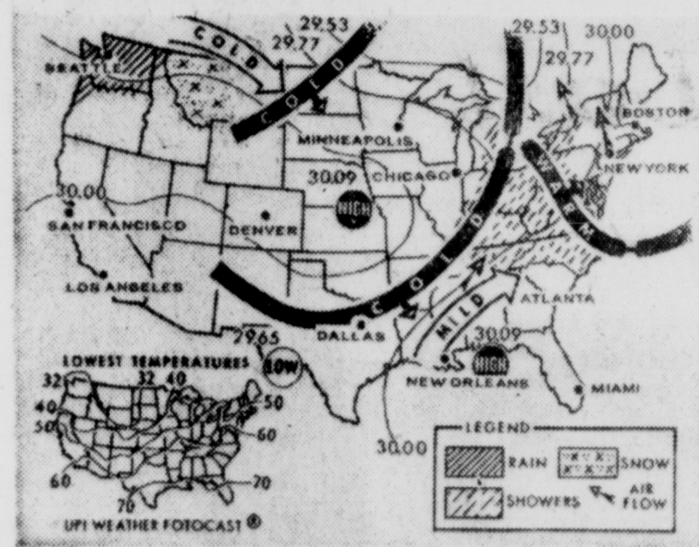 29.53
29.77
COLD
COLD
29.53
30.00
29.77
SEATTLE
MINNEAPOLIS
BOSTON
NEW YORK
30.09
HIGH
CHICAGO
WARM
30.00
SAN FRANCISCO
DENVER
COLD
LOS ANGELES
DALLAS
MILD
ATLANTA
29.65
LOW
30.09
HIGH
NEW ORLEANS
MIAMI
30.00
LOWEST TEMPERATURES
32 32 40
40
50
50
60
60
70
70
UPI WEATHER FOTOCAST ®
LEGEND
RAIN
SNOW
SHOWERS
AIR
FLOW